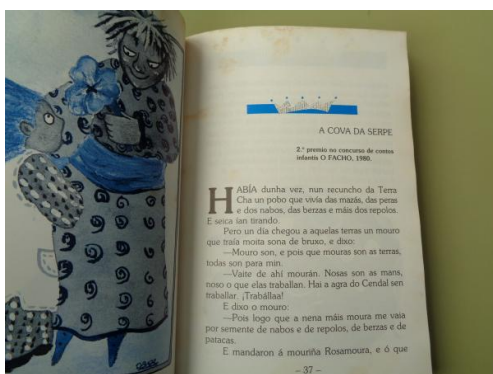 A COVA DA SERPE
2.º premio no concurso de contos
infantís O FACHO, 1980.
HABÍA dunha vez, nun recuncho da Terra
Cha un pobo que vivía das mazás, das peras
e dos nabos, das berzas e máis dos repolos.
E seica ían tirando.
Pero un día chegou a aquelas terras un mouro
que traía moita sona de bruxo, e dixo:
—Mouro son, e pois que mouras son as terras,
todas son para min.
—Vaite de ahí mourán. Nosas son as mans,
noso o que elas traballan. Hai a agra do Cendal sen
traballar. ¡Trabállaa!
E dixo o mouro:
—Pois logo que a nena máis moura me vaia
por semente de nabos e de repolos, de berzas e de
patacas.
E mandaron á mouriña Rosamoura, e ó que
– 37 –